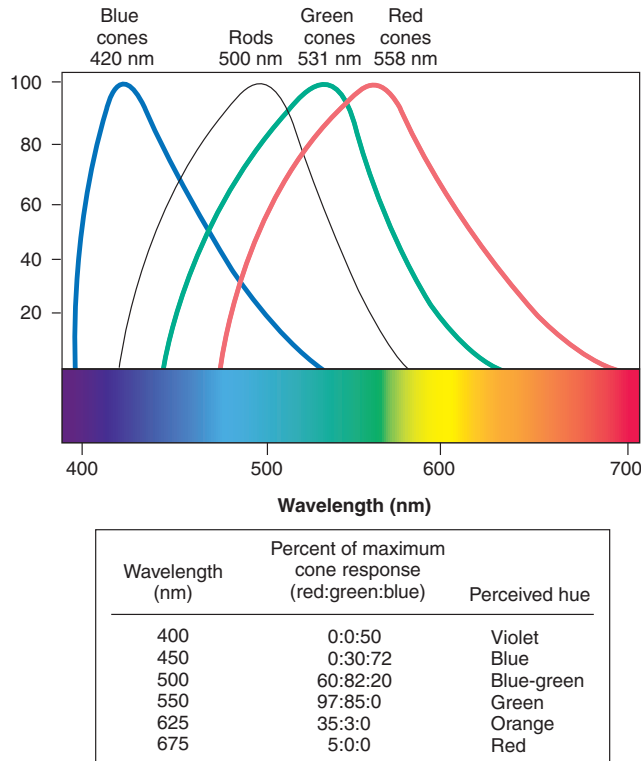 Blue cones 420 nm
Rods 500 nm
Green cones 531 nm
Red cones 558 nm
100
80
60
40
20
400 500 600 700
Wavelength (nm)
Wavelength (nm)
Percent of maximum cone response (red:green:blue)
Perceived hue
400 0:0:50 Violet
450 0:30:72 Blue
500 60:82:20 Blue-green
550 97:85:0 Green
625 35:3:0 Orange
675 5:0:0 Red